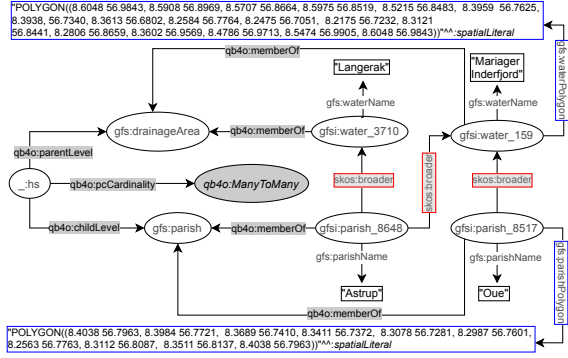 "POLYGON((8.6048 56.9843, 8.5908 56.8969, 8.5707 56.8664, 8.5975 56.8519, 8.5215 56.8483, 8.3959 56.7625,
8.3938, 56.7340, 8.3613 56.6802, 8.2584 56.7764, 8.2475 56.7051, 8.2175 56.7232, 8.3121
56.8441, 8.2806 56.8659, 8.3602 56.9569, 8.4786 56.9713, 8.5474 56.9905, 8.6048 56.9843))"^^:spatialLiteral
qb4o:memberOf
"Langerak"
"Mariager
Inderfjord"
gfs:waterPolygon
gfs:waterName
gfs:waterName
gfs:drainageArea
qb4o:memberOf
gfsi:water_3710
gfsi:water_159
qb4o:parentLevel
_:hs
qb4o:pcCardinality
qb4o:ManyToMany
skos:broader
skos:broader
skos:broader
qb4o:childLevel
gfs:parish
qb4o:memberOf
gfsi:parish_8648
gfsi:parish_8517
gfs:parishName
gfs:parishName
gfs:parishPolygon
"Astrup"
"Oue"
qb4o:memberOf
"POLYGON((8.4038 56.7963, 8.3984 56.7721, 8.3689 56.7410, 8.3411 56.7372, 8.3078 56.7281, 8.2987 56.7601,
8.2563 56.7763, 8.3112 56.8087, 8.3511 56.8137, 8.4038 56.7963))"^^:spatialLiteral